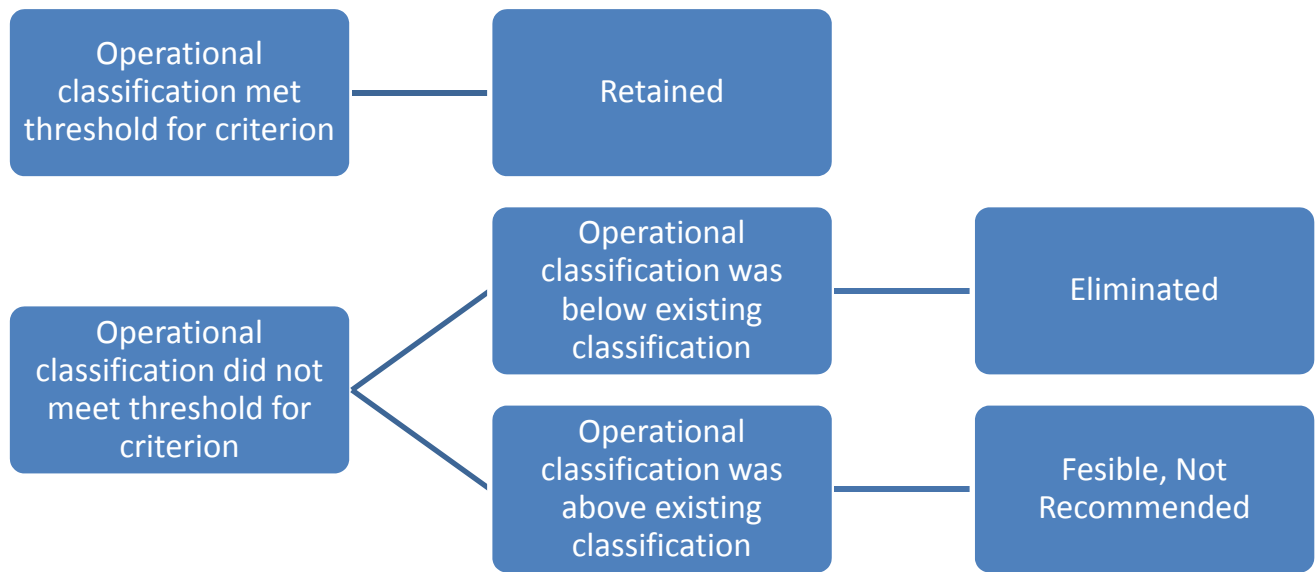 Operational
classification met
threshold for criterion
Retained
Operational
classification did not
meet threshold for
criterion
Operational
classification was
below existing
classification
Eliminated
Operational
classification was
above existing
classification
Fesible, Not
Recommended